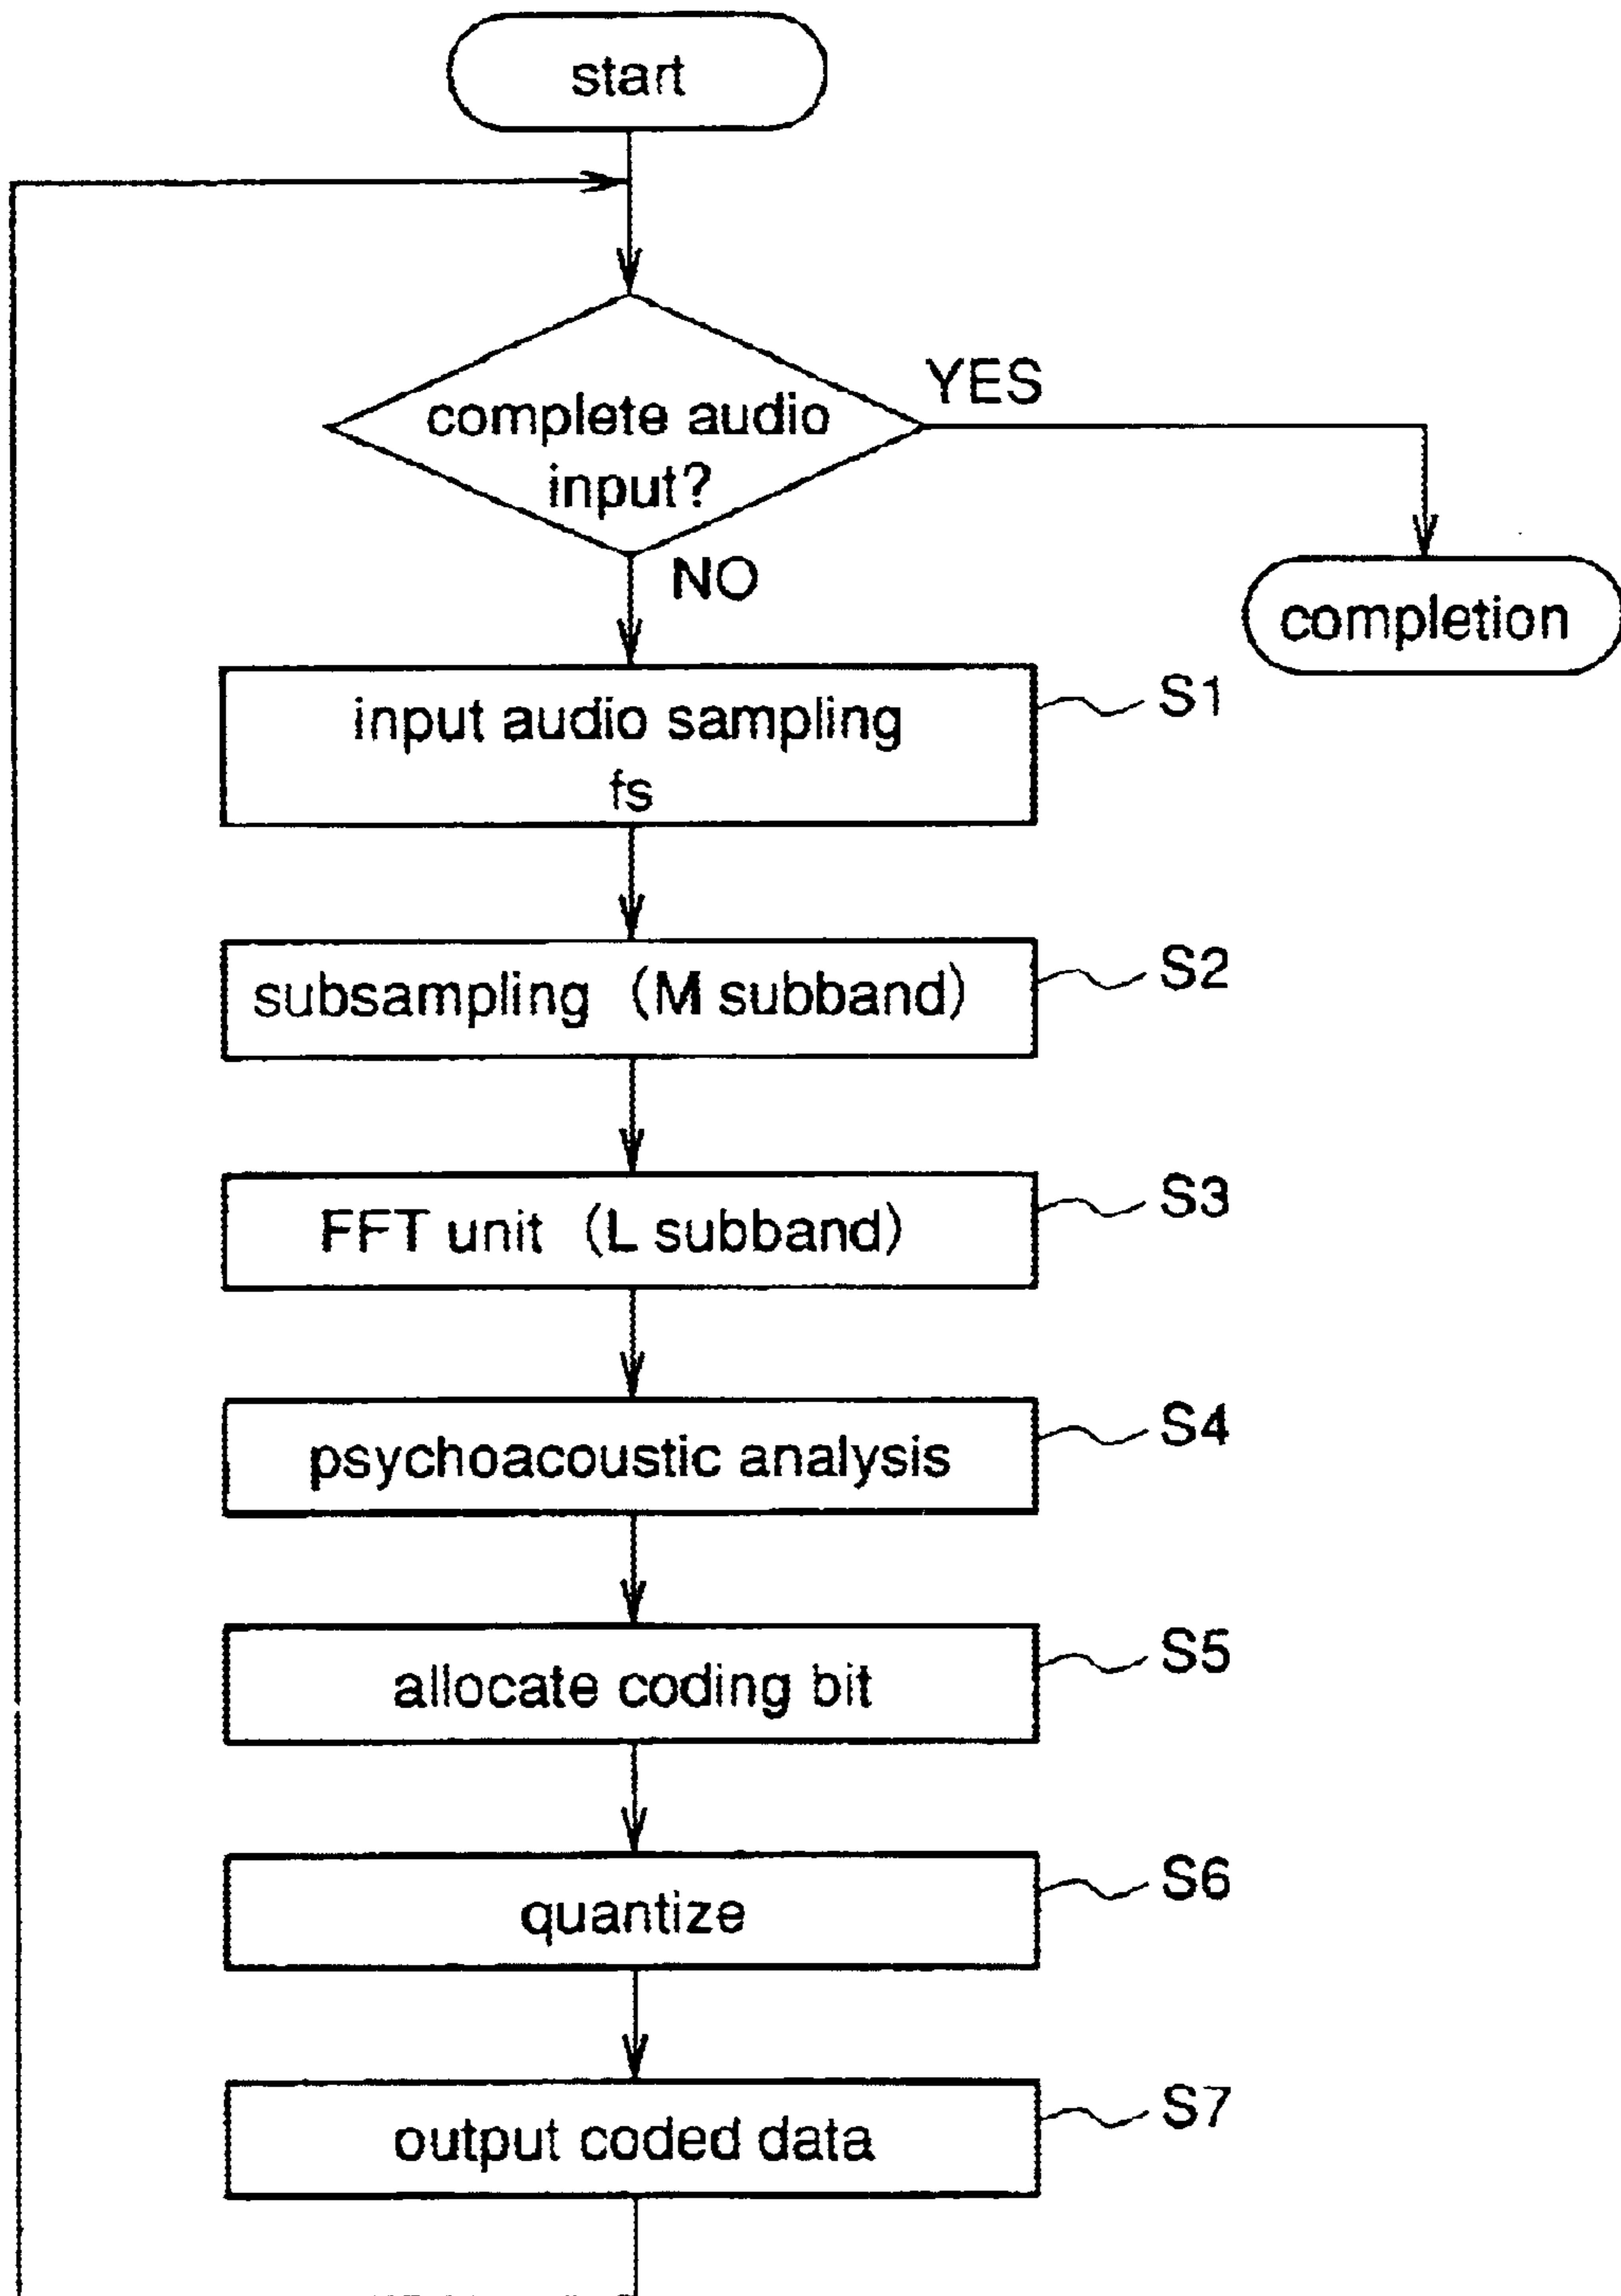 start
complete audio
input?
YES
NO
completion
input audio sampling
fs
S1
subsampling (M subband)
S2
FFT unit (L subband)
S3
psychoacoustic analysis
S4
allocate coding bit
S5
quantize
S6
output coded data
S7